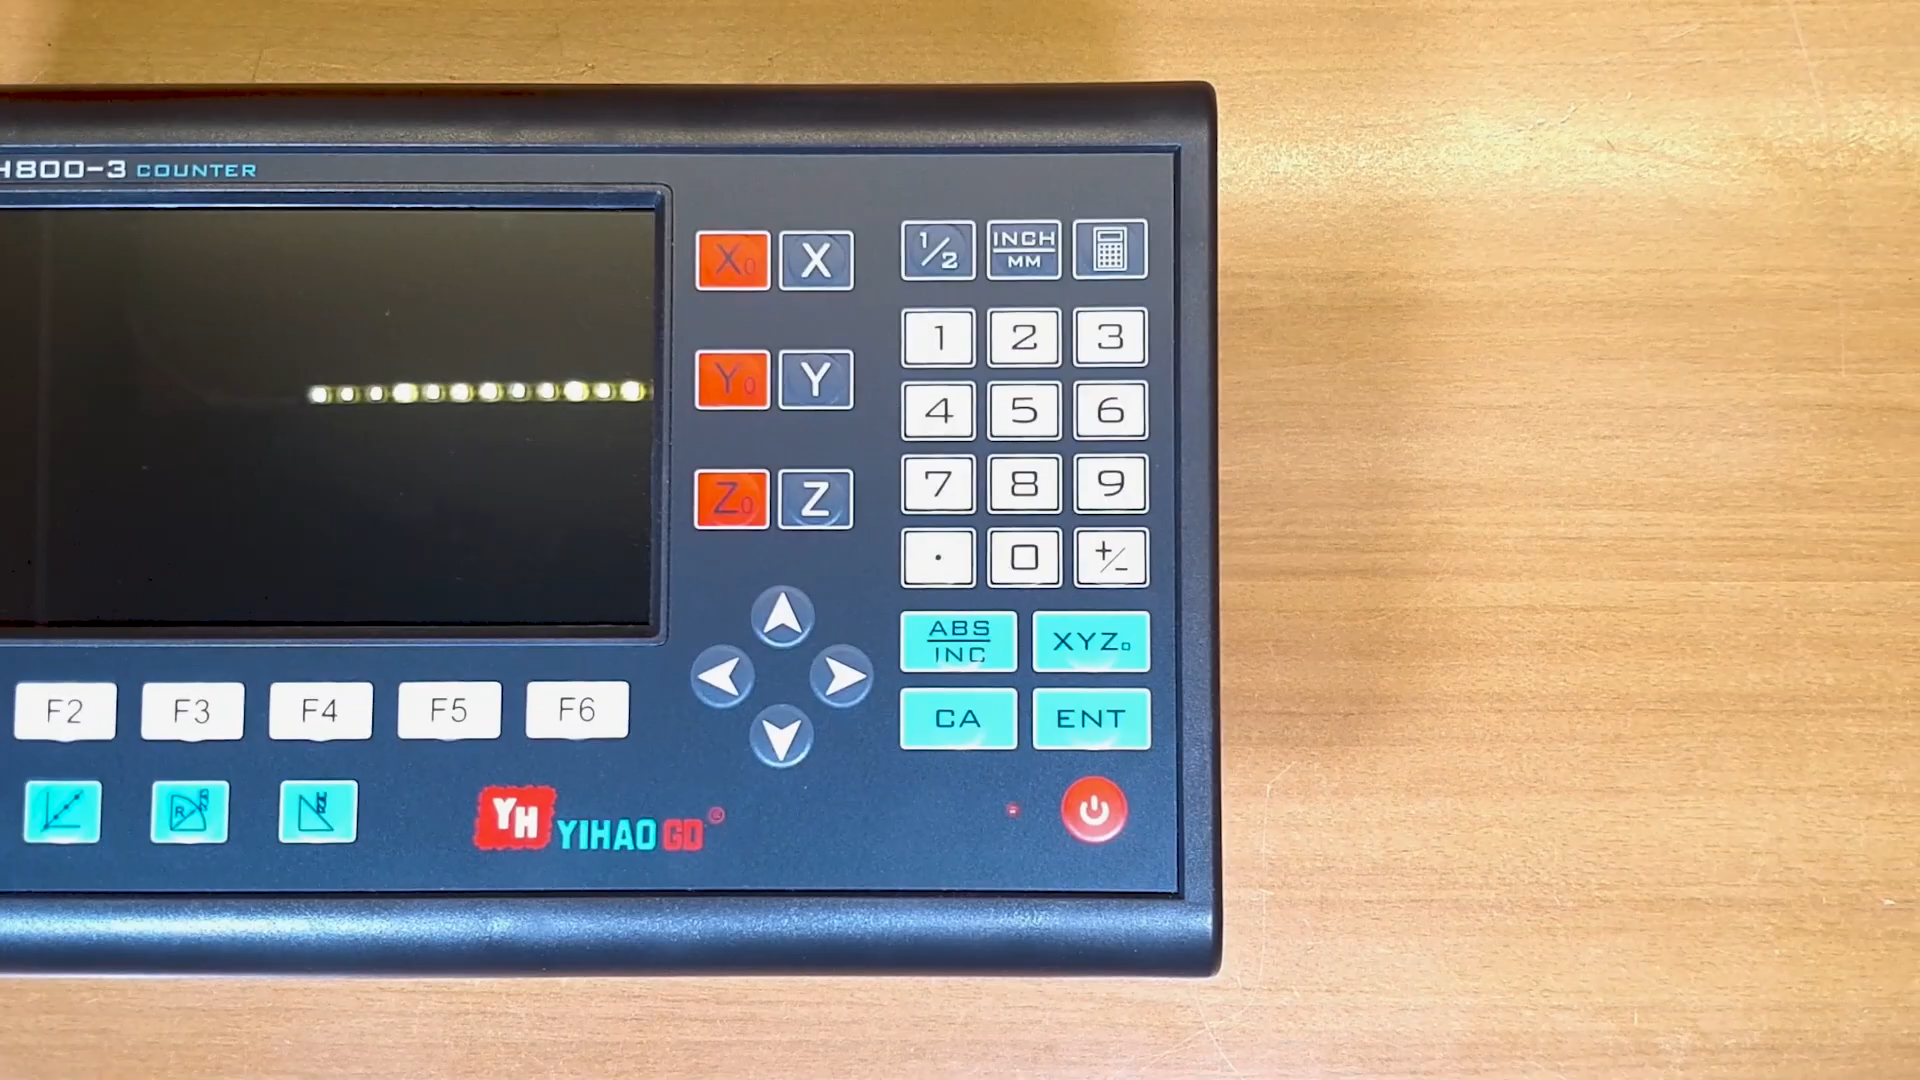 H800-3 COUNTER
X0 X
1/2 INCH/MM
1 2 3
Y0 Y
4 5 6
Z0 Z
7 8 9
. 0 +/-
ABS/INC XYZ0
F2 F3 F4 F5 F6
CA ENT
R
YH YIHAO GD ®